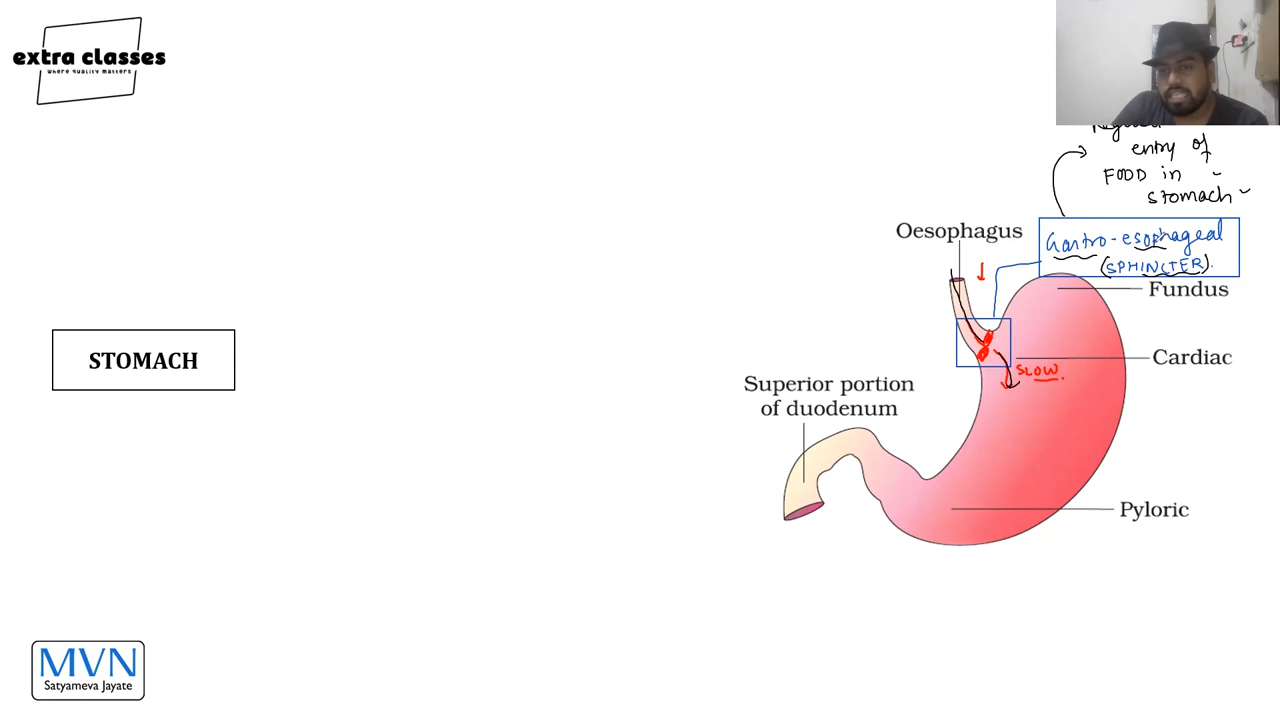 extra classes
where quality matters
entry of
FOOD in
stomach
Oesophagus
Gastro-esophageal
(SPHINCTER).
Fundus
STOMACH
Cardiac
SLOW.
Superior portion
of duodenum
Pyloric
MVN
Satyameva Jayate